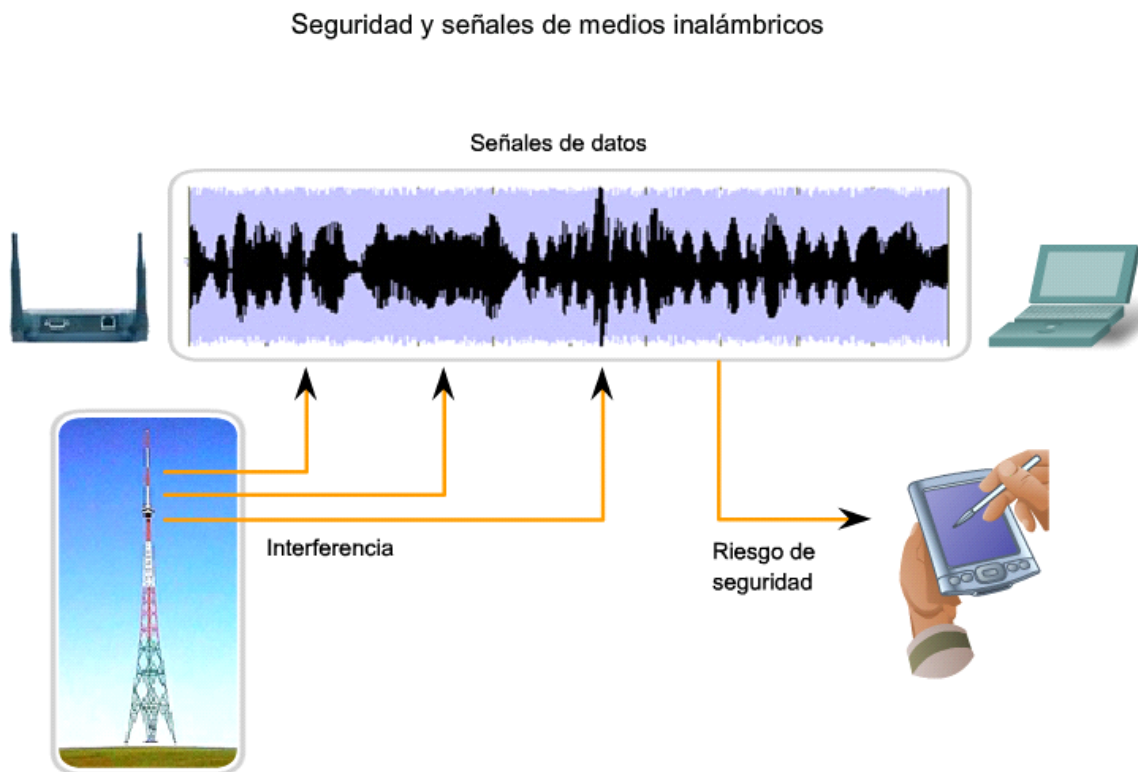 Seguridad y señales de medios inalámbricos
Señales de datos
Interferencia
Riesgo de
seguridad